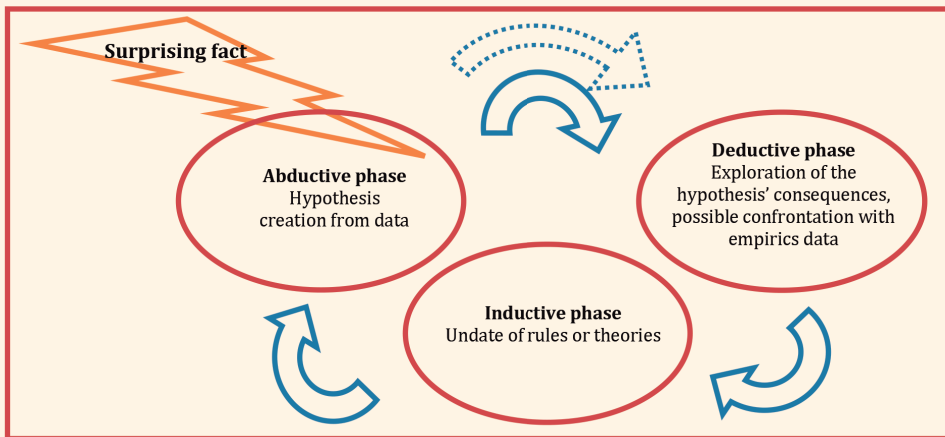 Surprising fact
Abductive phase
Hypothesis
creation from data
Deductive phase
Exploration of the
hypothesis’ consequences,
possible confrontation with
empirics data
Inductive phase
Undate of rules or theories